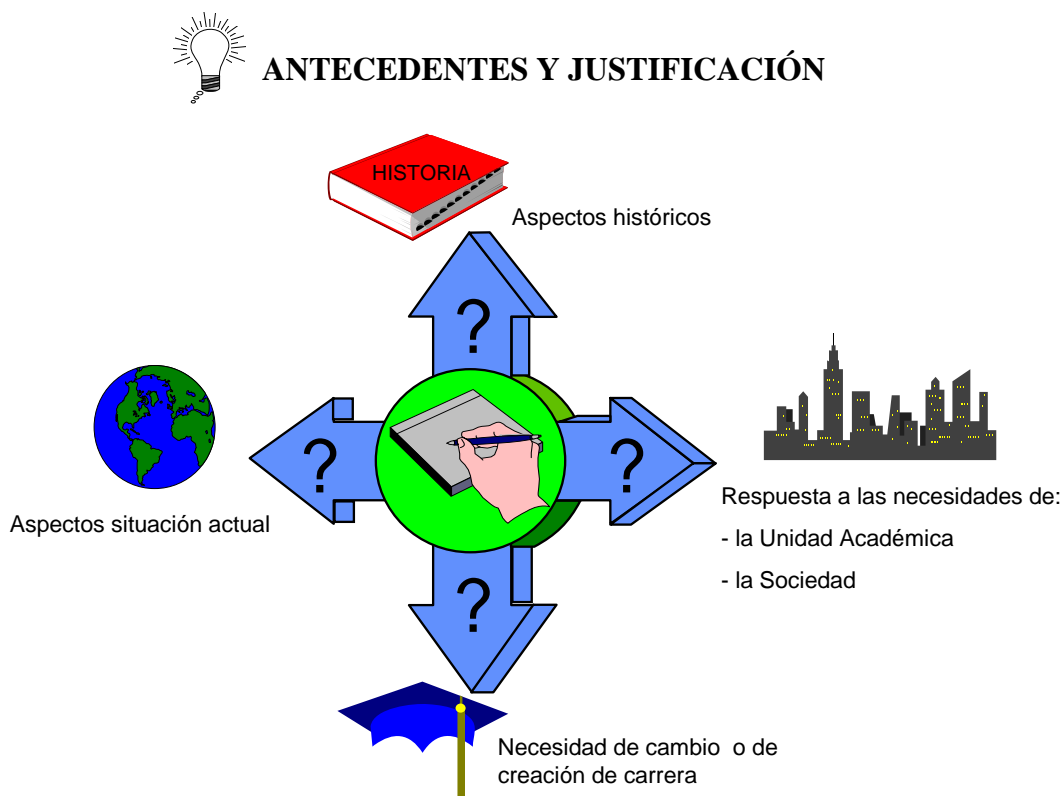 ANTECEDENTES Y JUSTIFICACIÓN
HISTORIA
Aspectos históricos
?
?
?
?
Aspectos situación actual
Respuesta a las necesidades de:
- la Unidad Académica
- la Sociedad
Necesidad de cambio o de
creación de carrera